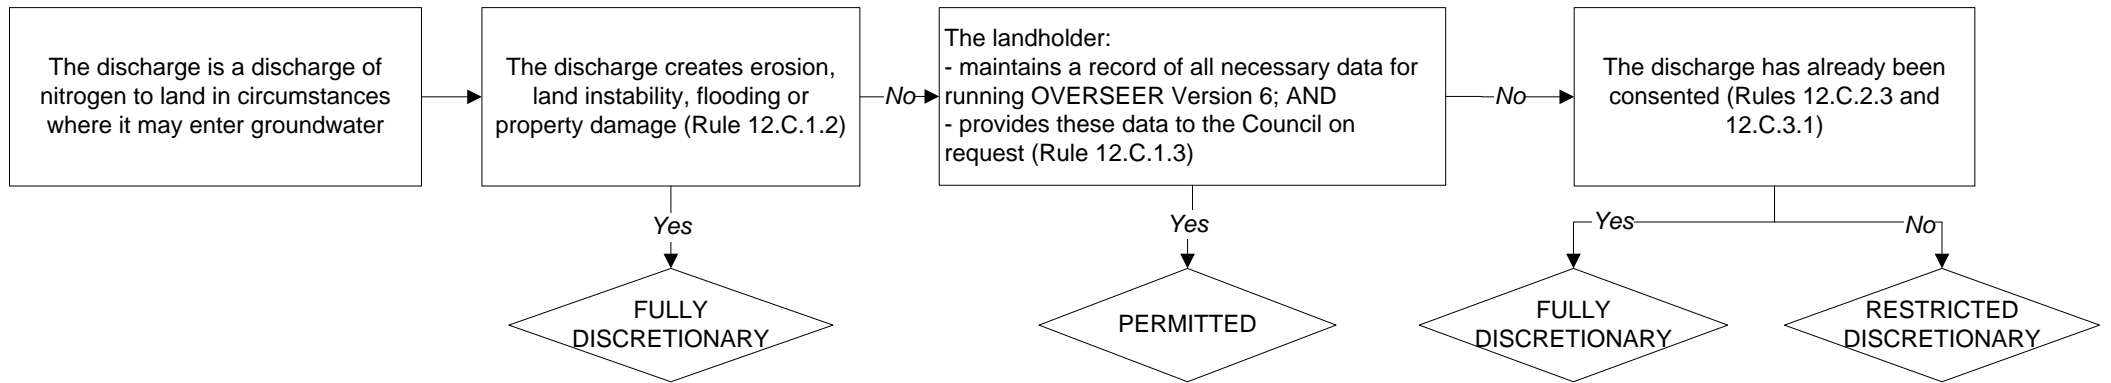 The discharge is a discharge of
nitrogen to land in circumstances
where it may enter groundwater
The discharge creates erosion,
land instability, flooding or
property damage (Rule 12.C.1.2)
No
The landholder:
- maintains a record of all necessary data for
running OVERSEER Version 6; AND
- provides these data to the Council on
request (Rule 12.C.1.3)
No
The discharge has already been
consented (Rules 12.C.2.3 and
12.C.3.1)
Yes
Yes
Yes
No
FULLY
DISCRETIONARY
PERMITTED
FULLY
DISCRETIONARY
RESTRICTED
DISCRETIONARY